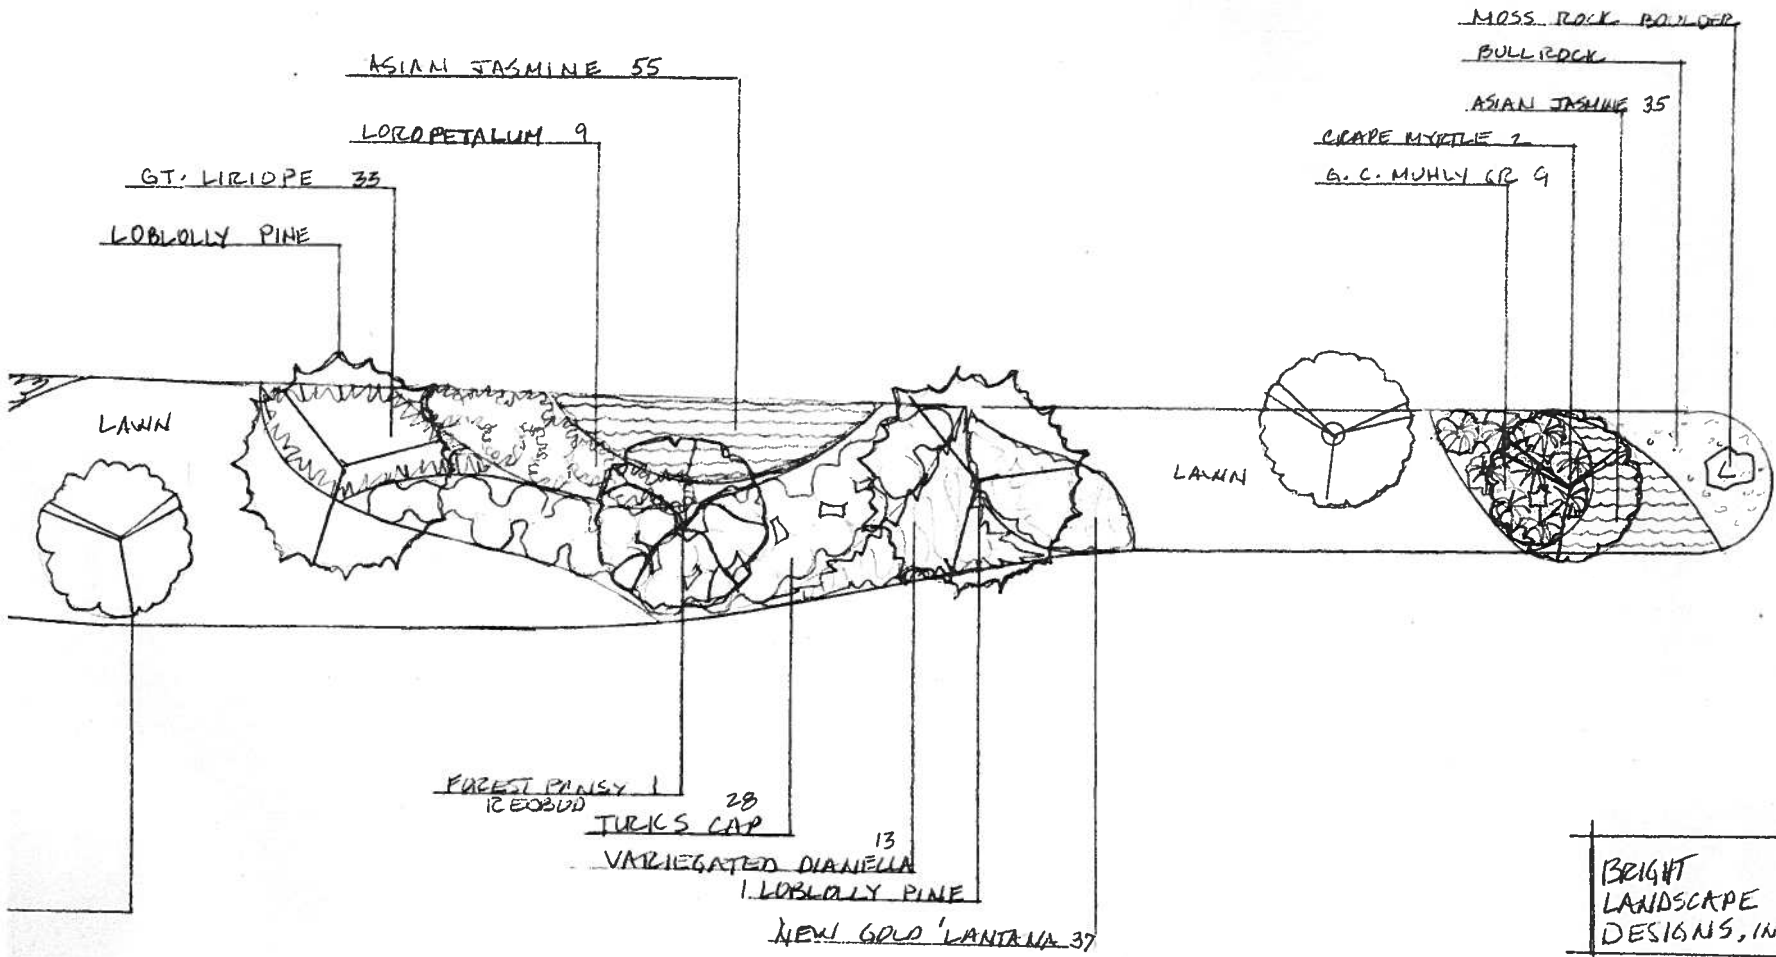 MOSS ROCK BOULDER
BULLROCK
ASIAN JASMINE 55
ASIAN JASMINE 35
LOROPETALUM 9
CRAPE MYRTLE 2
GT. LIRIOPE 33
G.C. MUHLY GR 9
LOBLOLLY PINE
LAWN
LAWN
FOREST PANSY 1
REDBUD
28
TURKS CAP
13
VARIEGATED DIANELLA
1 LOBLOLLY PINE
'NEW GOLD' LANTANA 37
BRIGHT
LANDSCAPE
DESIGNS, IN